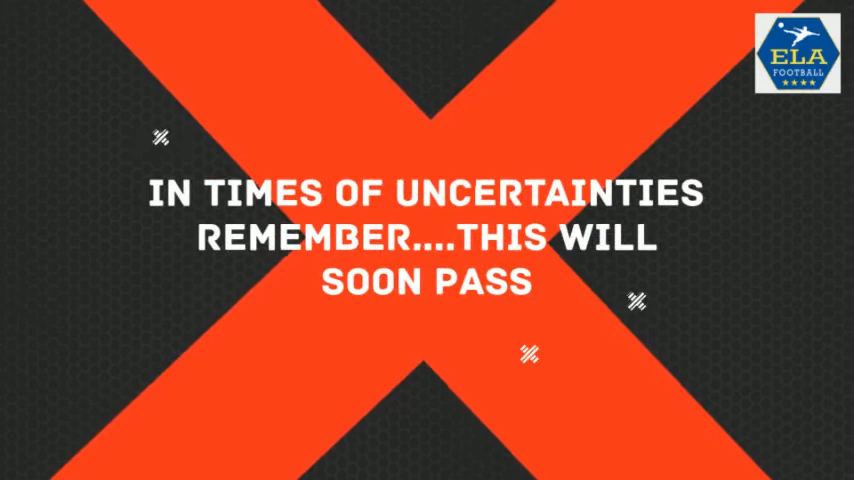 ELA
FOOTBALL
IN TIMES OF UNCERTAINTIES
REMEMBER....THIS WILL
SOON PASS